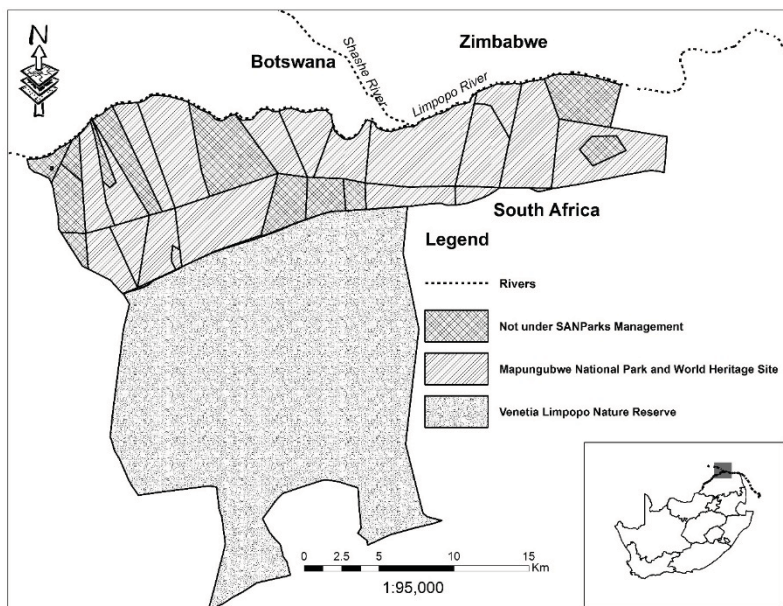 N
Botswana
Zimbabwe
Shashe River
Limpopo River
South Africa
Legend
Rivers
Not under SANParks Management
Mapungubwe National Park and World Heritage Site
Venetia Limpopo Nature Reserve
0 2.5 5 10 15
Km
1:95,000